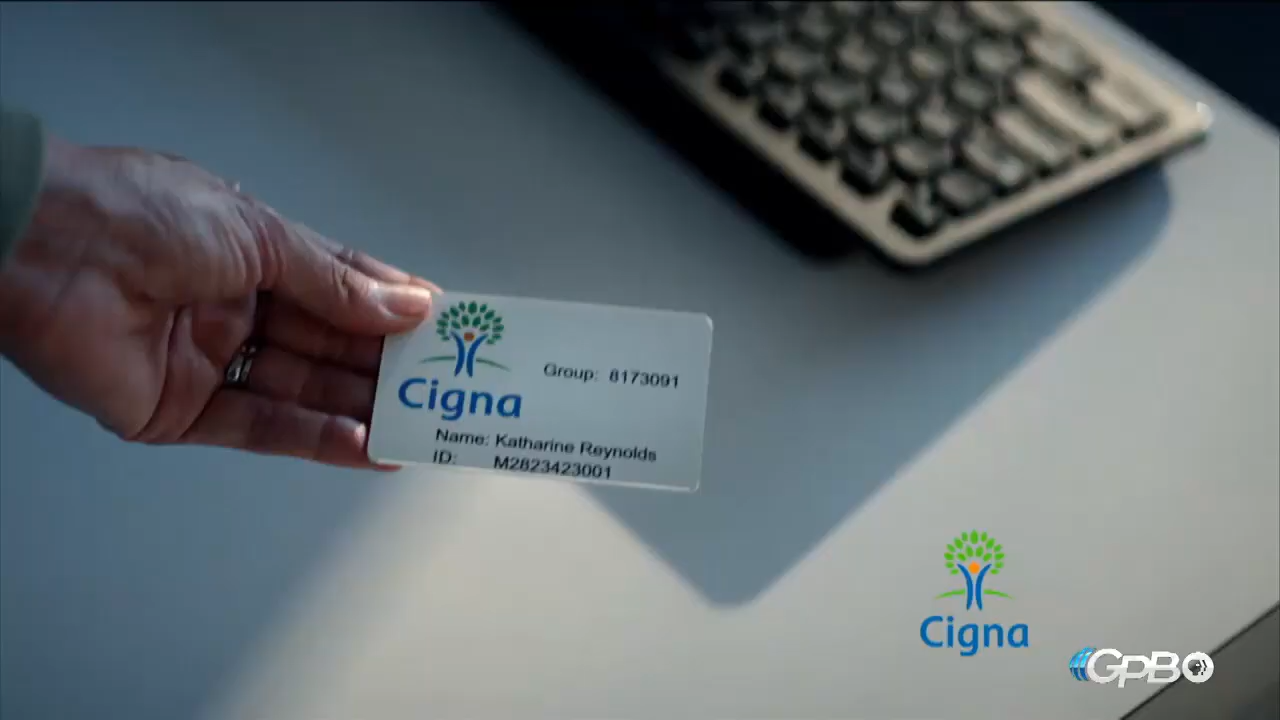 Cigna
Group: 8173091
Name: Katharine Reynolds
ID: M2823423001
Cigna
GPB